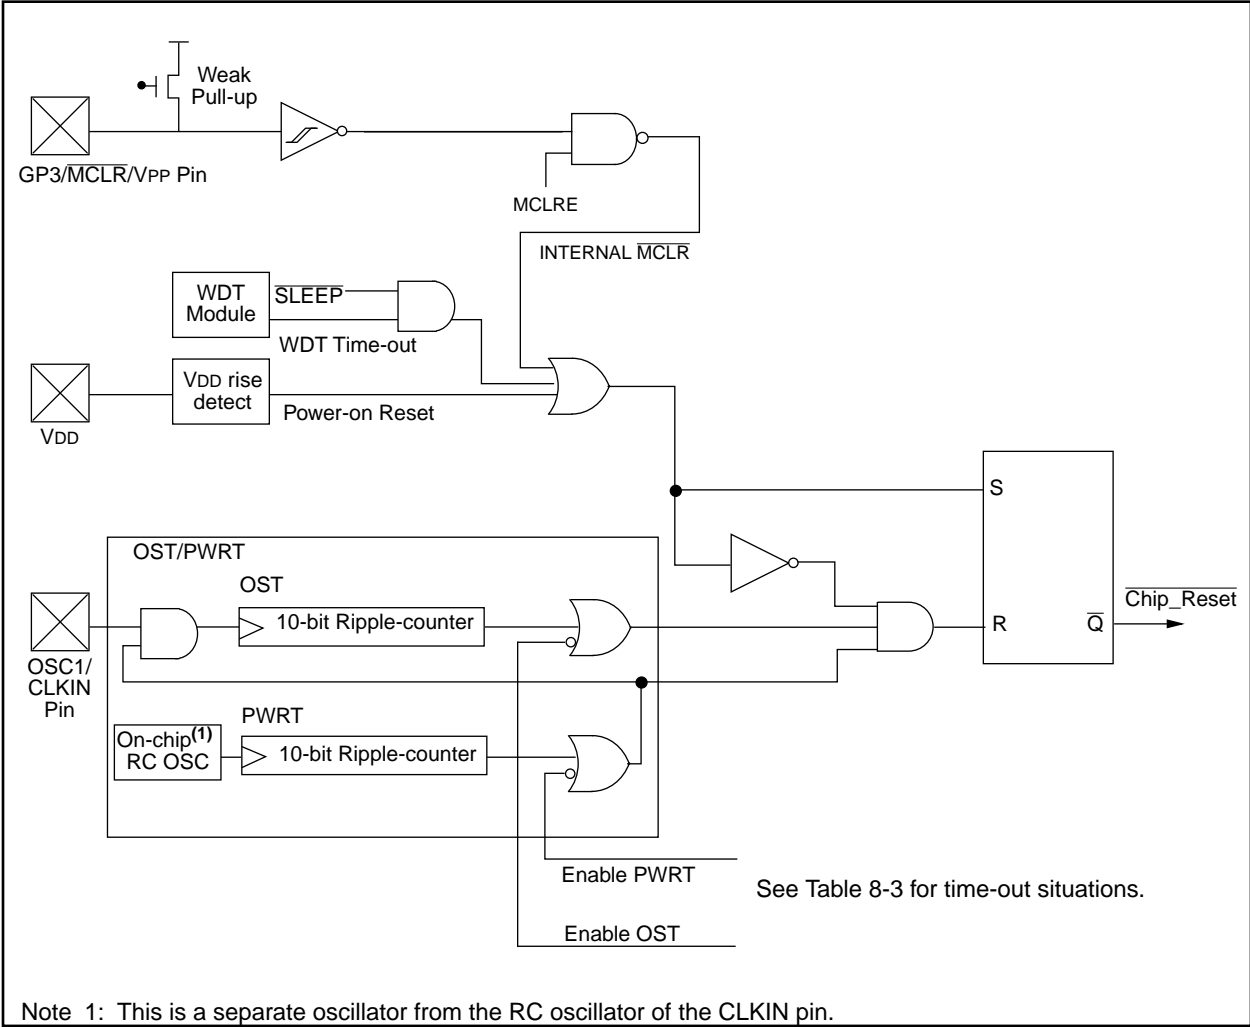 Weak
Pull-up
GP3/MCLR/VPP Pin
MCLRE
INTERNAL MCLR
WDT
Module
SLEEP
WDT Time-out
VDD rise
detect
Power-on Reset
VDD
S
OST/PWRT
OST
10-bit Ripple-counter
Chip_Reset
R
Q
OSC1/
CLKIN
Pin
PWRT
On-chip(1)
RC OSC
10-bit Ripple-counter
Enable PWRT
See Table 8-3 for time-out situations.
Enable OST
Note 1: This is a separate oscillator from the RC oscillator of the CLKIN pin.